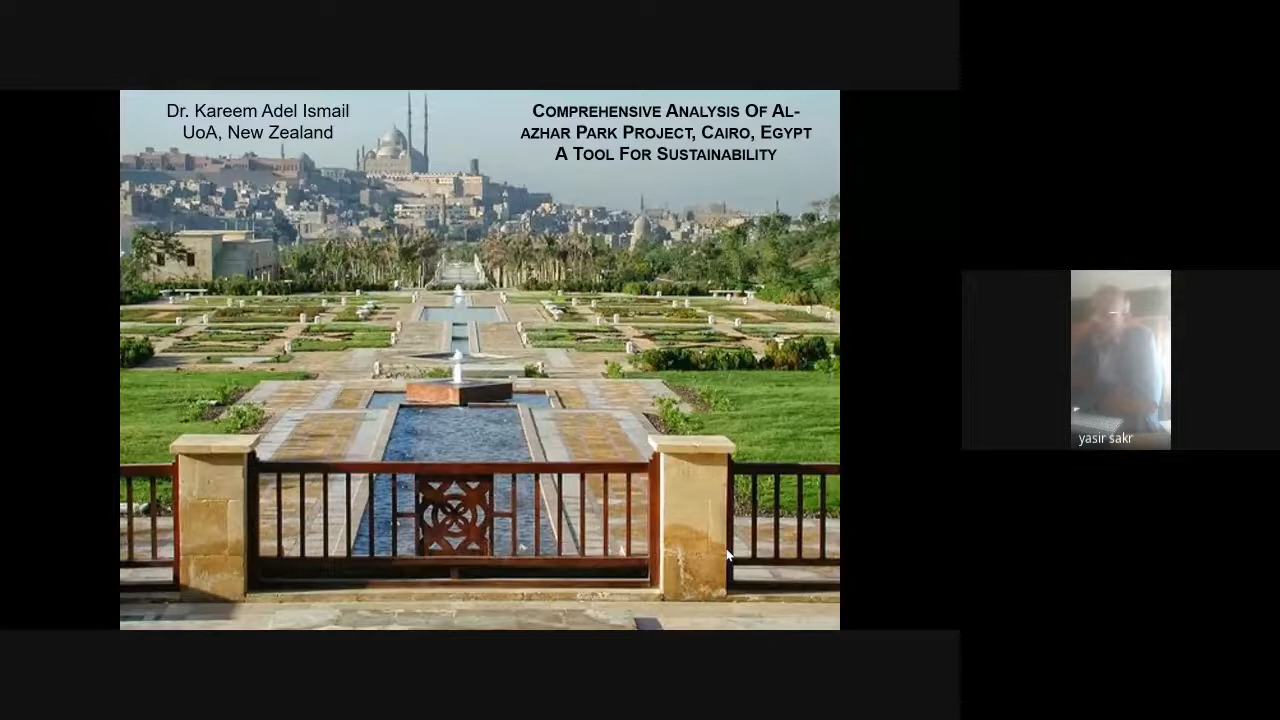 Dr. Kareem Adel Ismail
UoA, New Zealand
COMPREHENSIVE ANALYSIS OF AL-
AZHAR PARK PROJECT, CAIRO, EGYPT
A TOOL FOR SUSTAINABILITY
yasir sakr